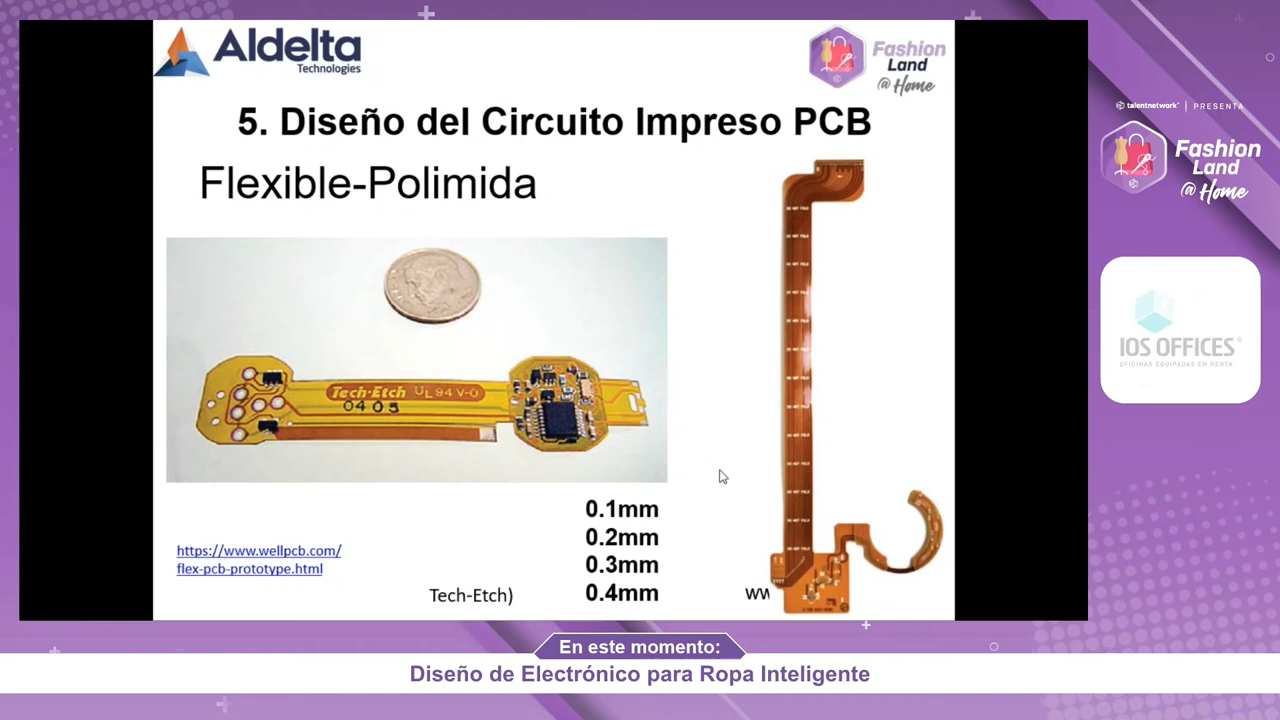 Aldelta
Technologies
Fashion
Land
@ Home
5. Diseño del Circuito Impreso PCB
Flexible-Polimida
Tech-Etch UL94V-0
0405
0.1mm
0.2mm
0.3mm
0.4mm
https://www.wellpcb.com/
flex-pcb-prototype.html
Tech-Etch)
talentnetwork | PRESENTA
Fashion
Land
@ Home
IOS OFFICES
OFICINAS EQUIPADAS EN RENTA.
En este momento:
Diseño de Electrónico para Ropa Inteligente